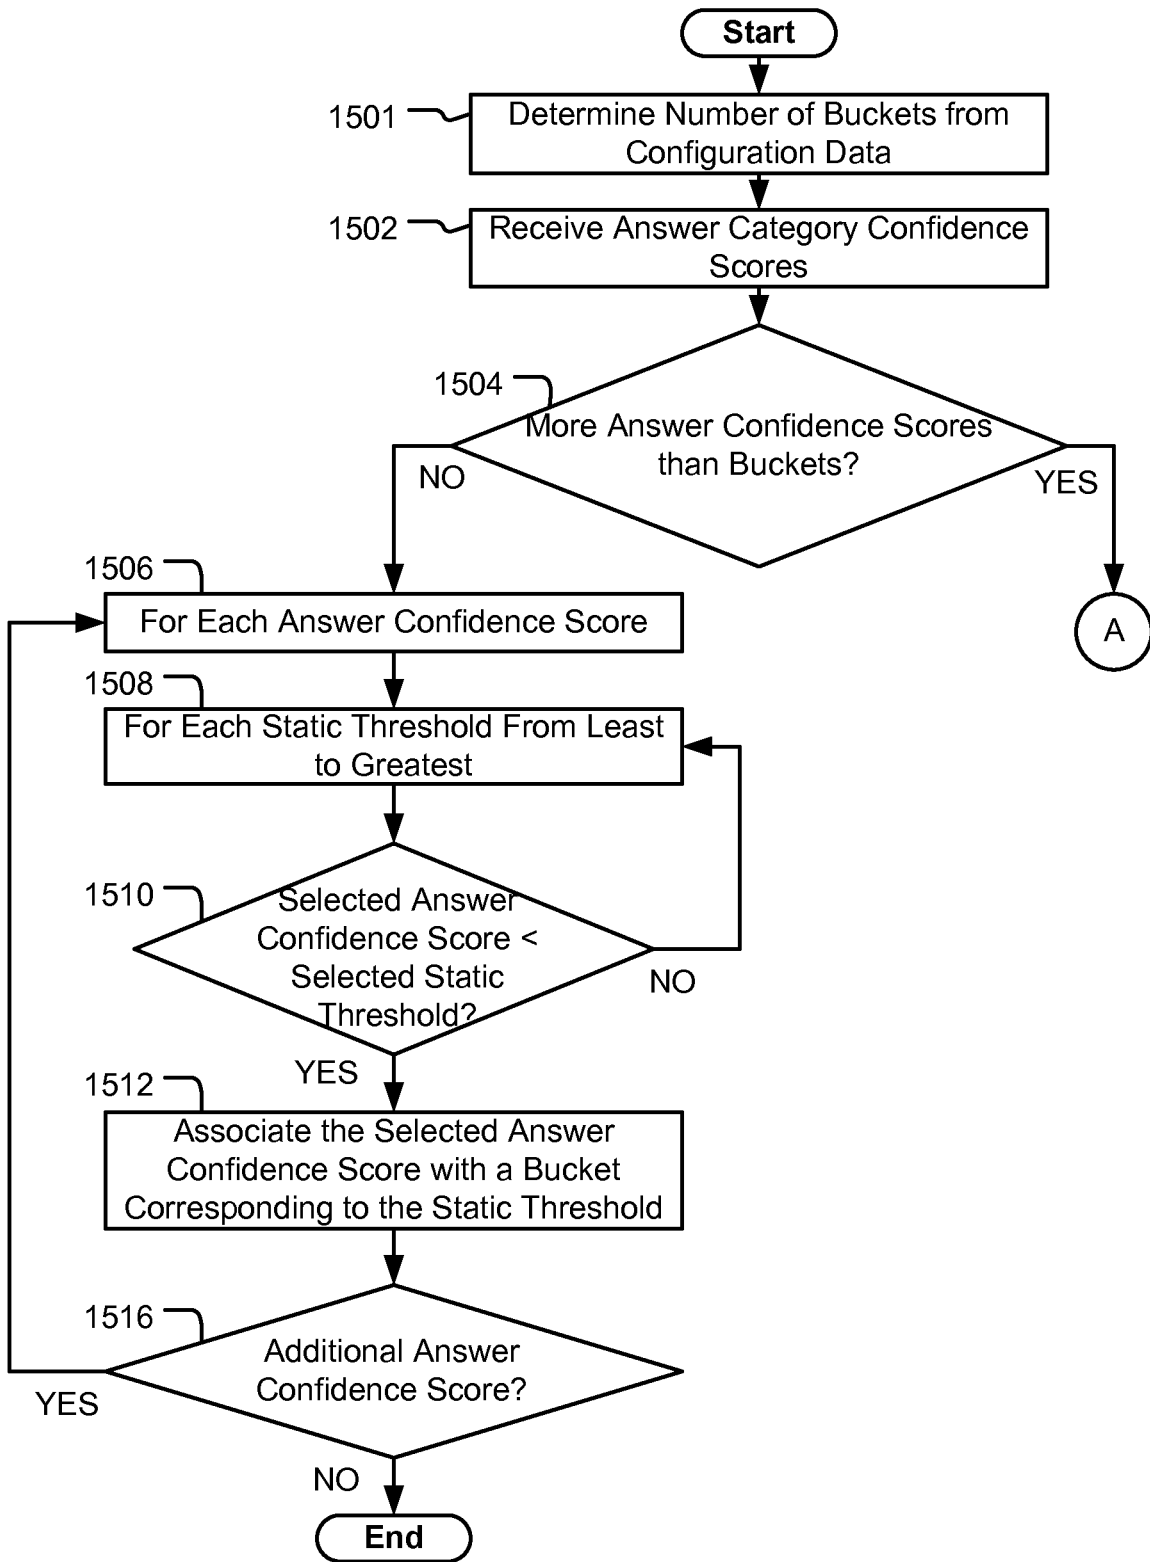 Start
1501
Determine Number of Buckets from
Configuration Data
1502
Receive Answer Category Confidence
Scores
1504
More Answer Confidence Scores
than Buckets?
NO
YES
1506
For Each Answer Confidence Score
A
1508
For Each Static Threshold From Least
to Greatest
1510
Selected Answer
Confidence Score <
Selected Static
Threshold?
NO
YES
1512
Associate the Selected Answer
Confidence Score with a Bucket
Corresponding to the Static Threshold
1516
Additional Answer
Confidence Score?
YES
NO
End